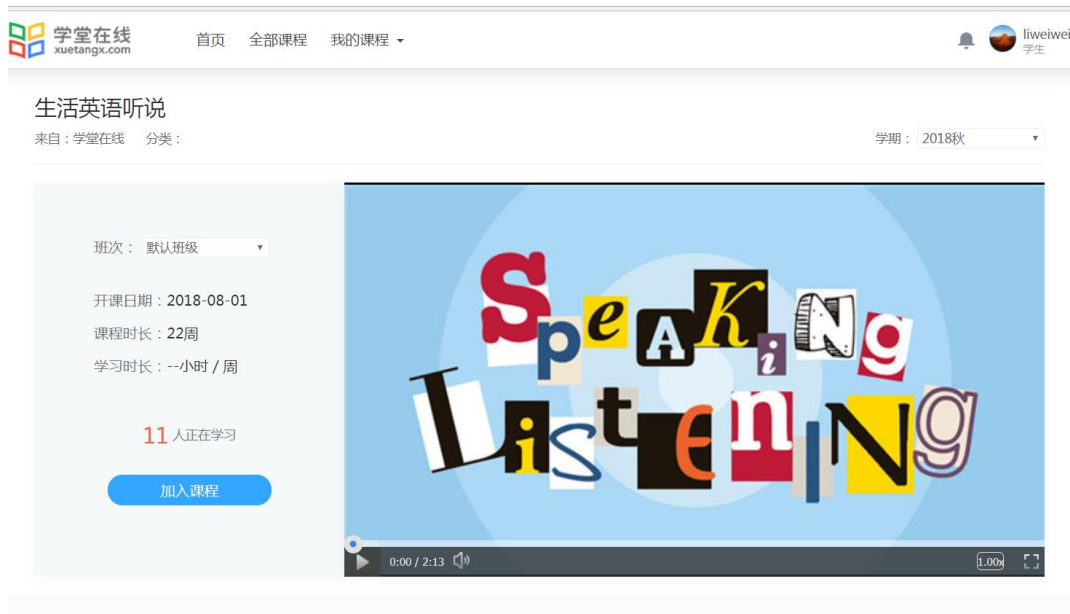 学堂在线
xuetangx.com
首页 全部课程 我的课程
liweiwei
学生
生活英语听说
来自：学堂在线 分类：
学期： 2018秋
班次： 默认班级
开课日期：2018-08-01
课程时长：22周
学习时长：--小时 / 周
11 人正在学习
加入课程
SpeAKiNg
ListeNING
0:00 / 2:13
1.00x